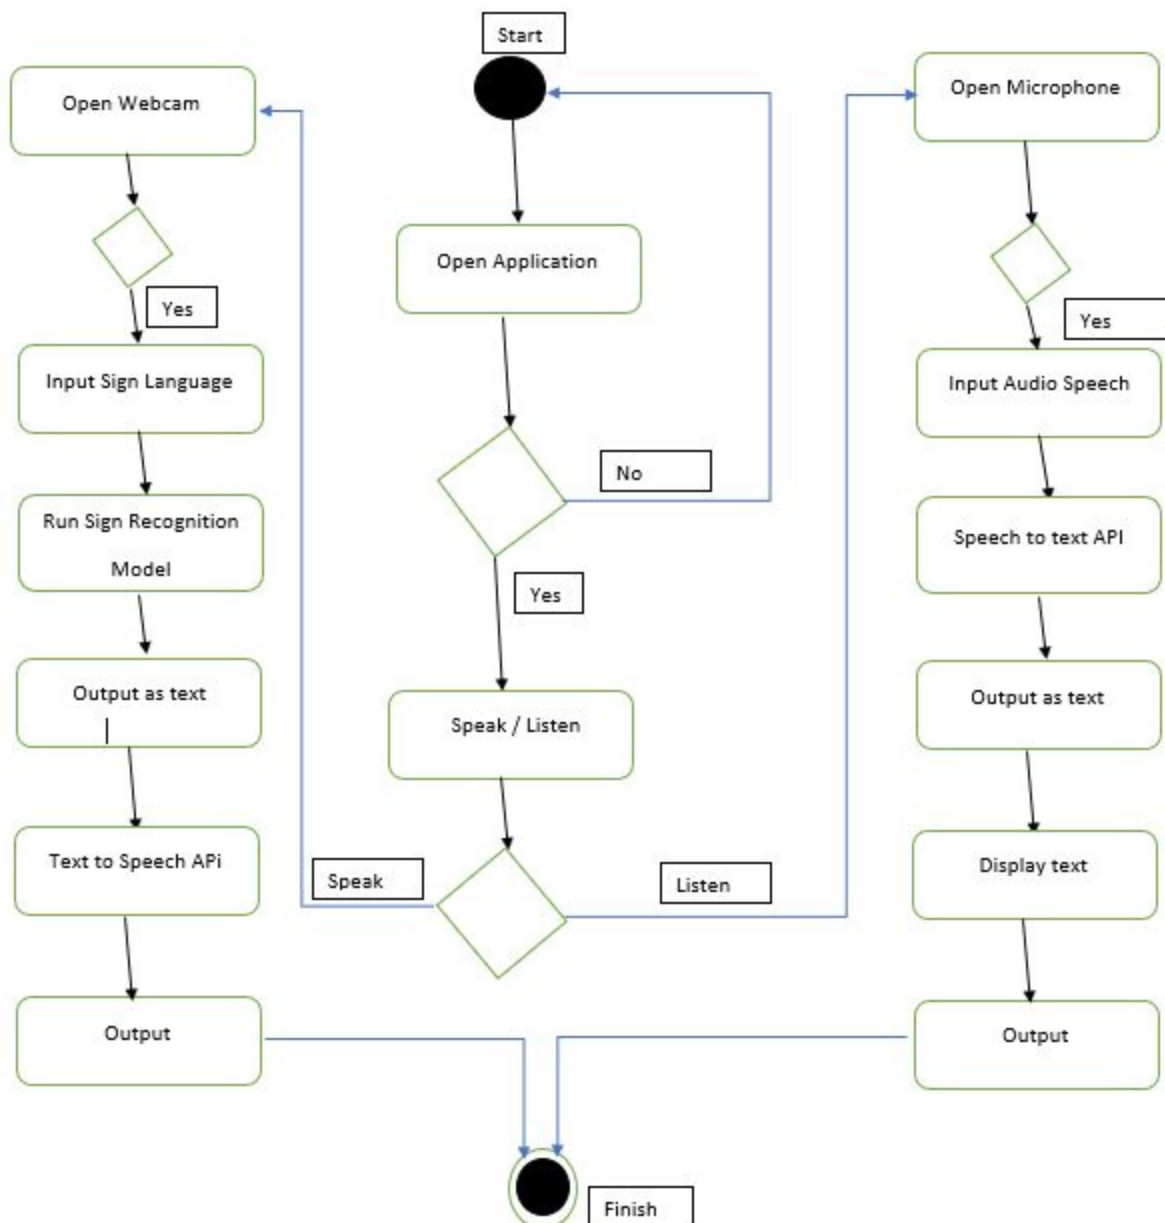 Start
Open Webcam
Open Microphone
Open Application
Yes
Yes
Input Sign Language
Input Audio Speech
No
Run Sign Recognition
Model
Speech to text API
Yes
Output as text
Speak / Listen
Output as text
Text to Speech APi
Speak
Listen
Display text
Output
Output
Finish